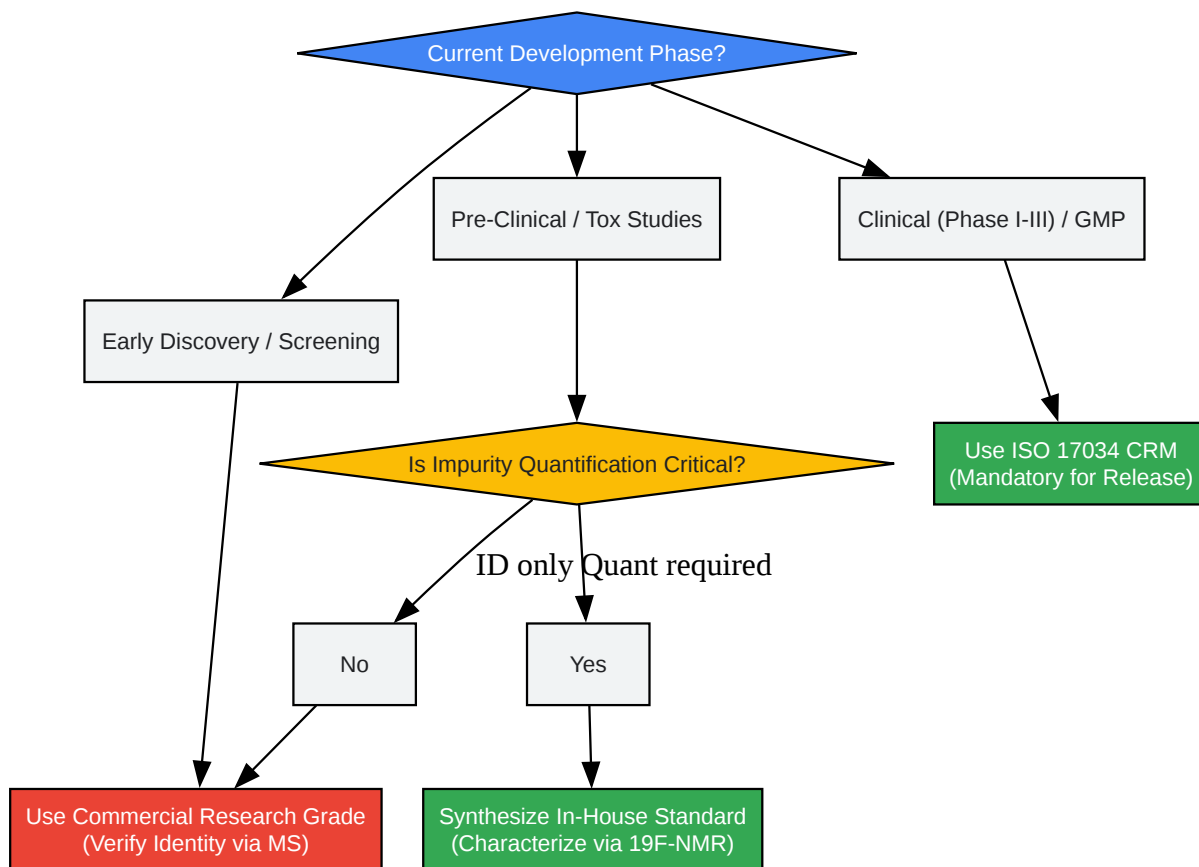 Current Development Phase?
Pre-Clinical / Tox Studies
Clinical (Phase I-III) / GMP
Early Discovery / Screening
Is Impurity Quantification Critical?
Use ISO 17034 CRM
(Mandatory for Release)
ID only
Quant required
No
Yes
Use Commercial Research Grade
(Verify Identity via MS)
Synthesize In-House Standard
(Characterize via 19F-NMR)